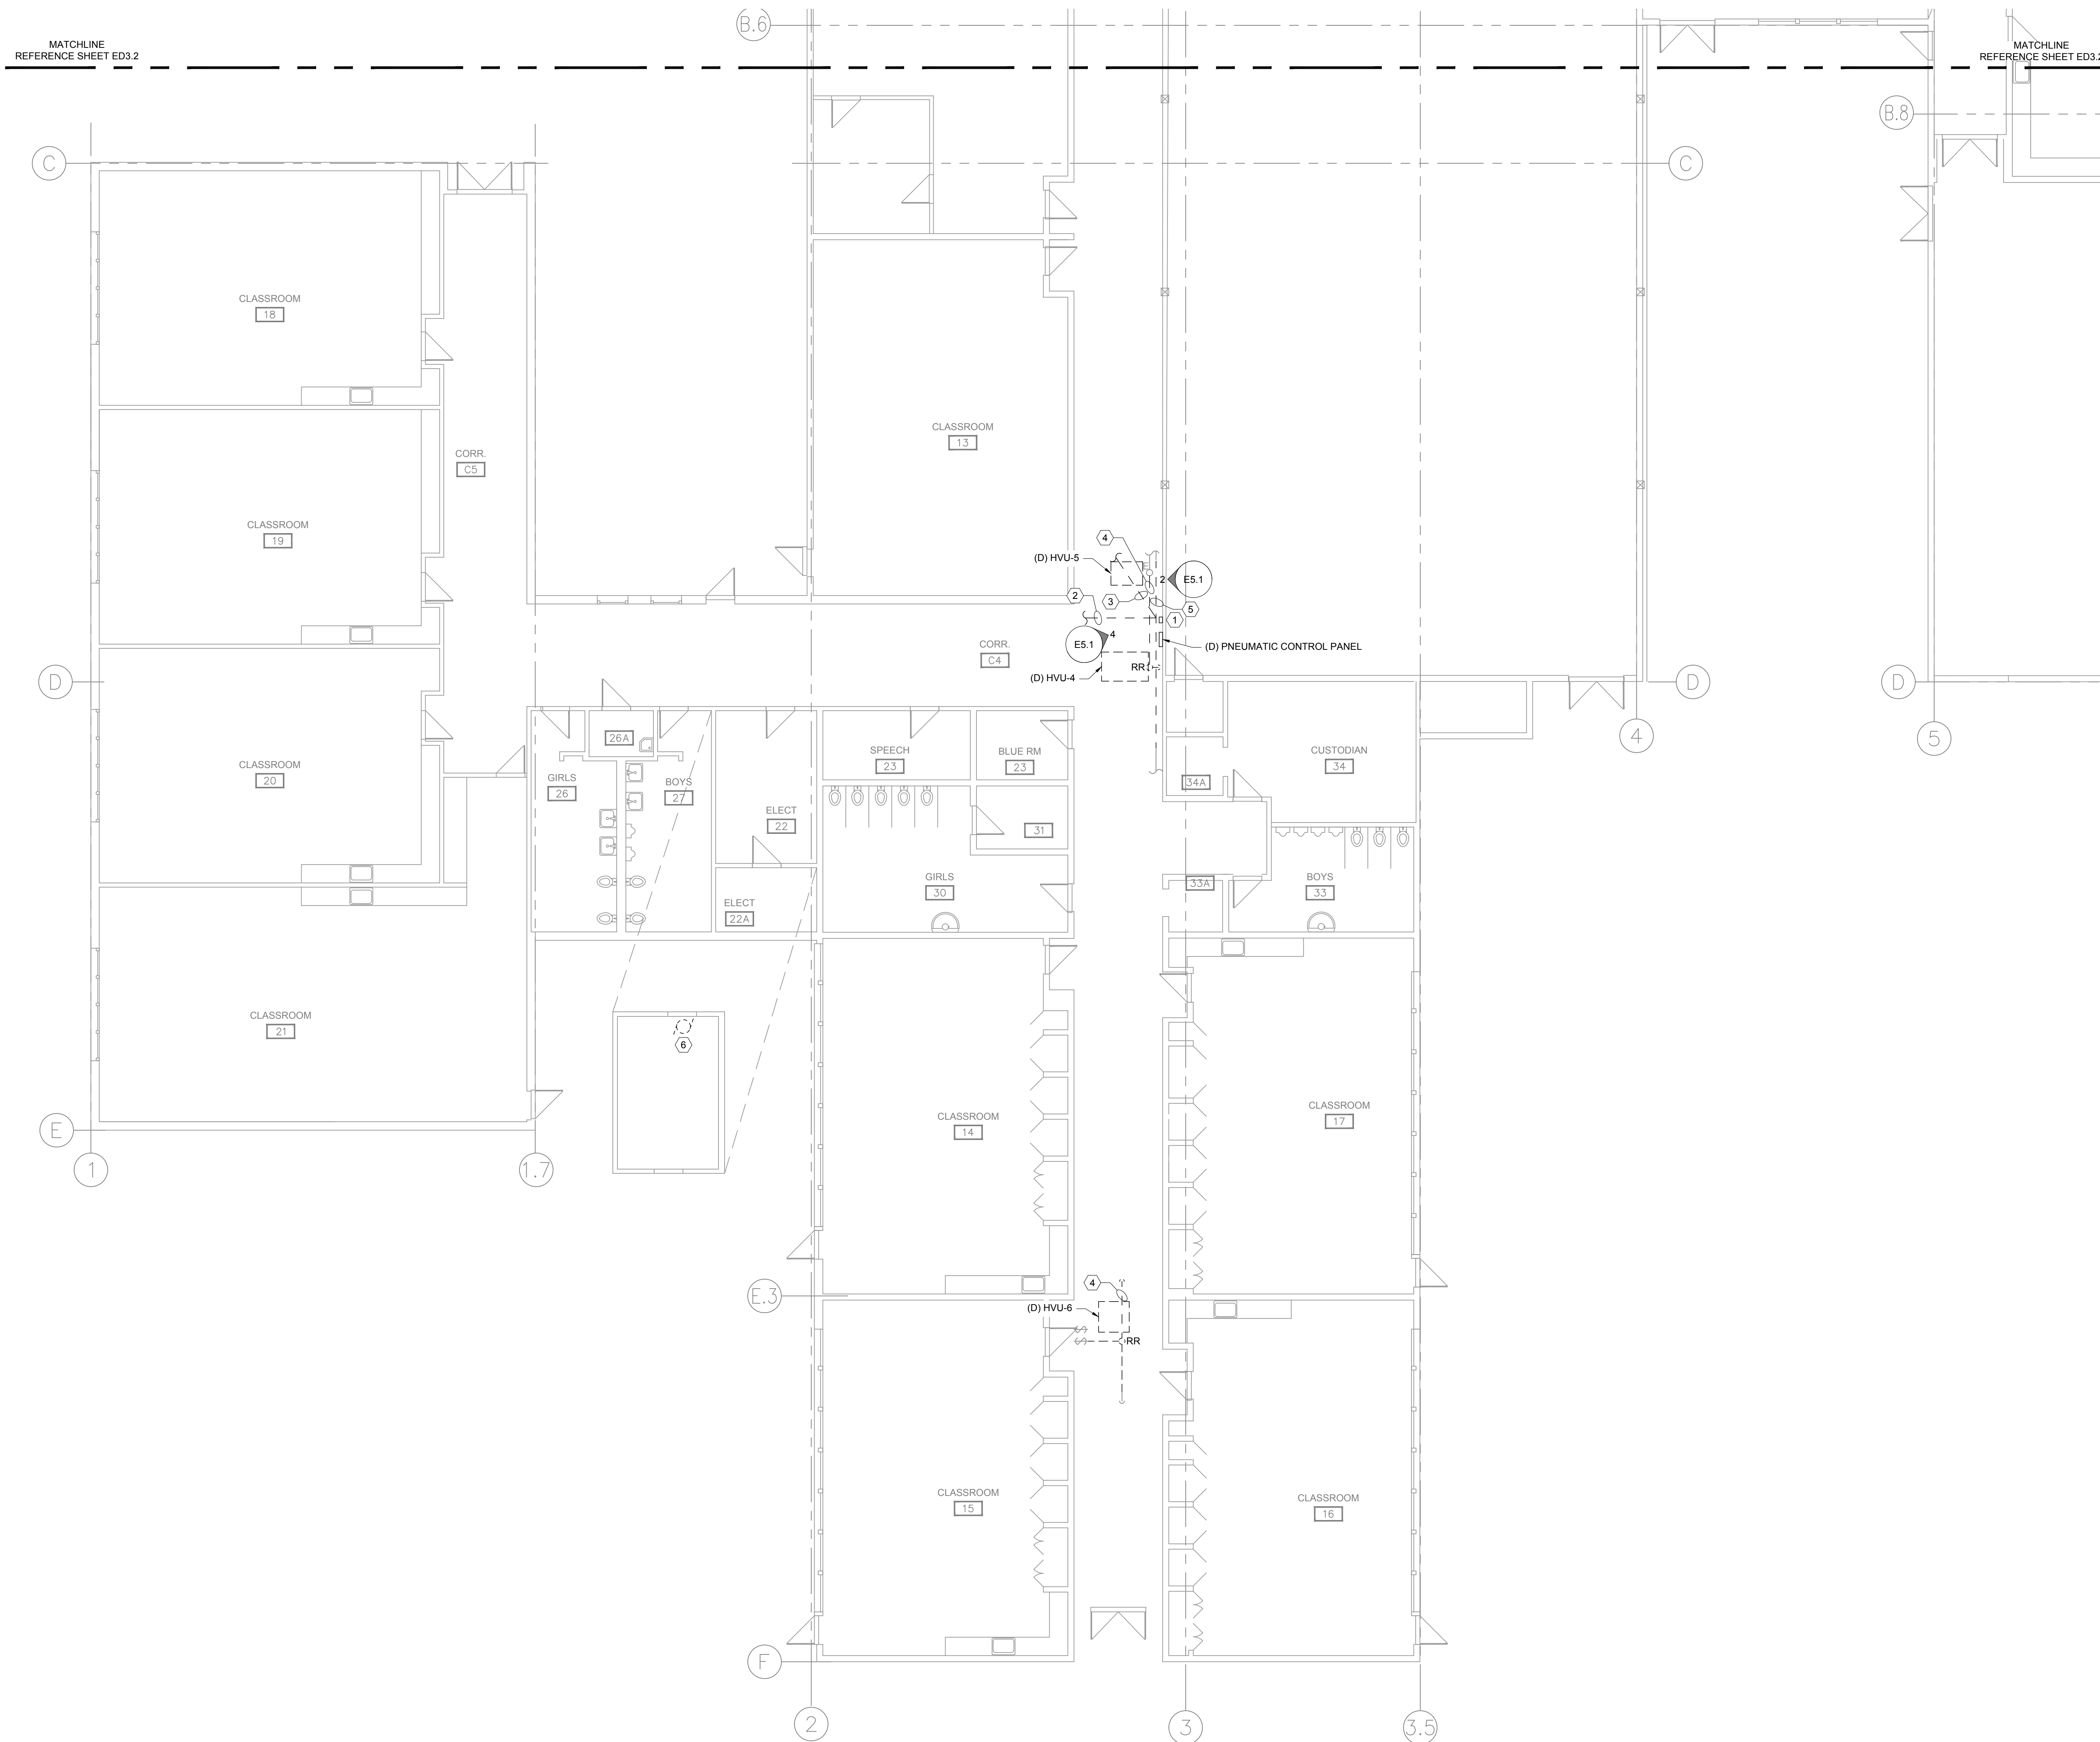 B.6
MATCHLINE
REFERENCE SHEET ED3.2
MATCHLINE
REFERENCE SHEET ED3.2
B.8
C
C
CLASSROOM
18
CLASSROOM
13
CORR.
C5
CLASSROOM
19
4
(D) HVU-5
E
2
E5.1
2
3
5
1
4
E5.1
CORR.
C4
(D) PNEUMATIC CONTROL PANEL
RR
(D) HVU-4
D
D
D
26A
SPEECH
23
BLUE RM
23
CUSTODIAN
34
4
5
CLASSROOM
20
GIRLS
26
BOYS
27
34A
ELECT
22
31
GIRLS
30
33A
BOYS
33
ELECT
22A
CLASSROOM
21
6
CLASSROOM
14
CLASSROOM
17
E
1
1.7
4
E.3
(D) HVU-6
RR
CLASSROOM
15
CLASSROOM
16
F
2
3
3.5